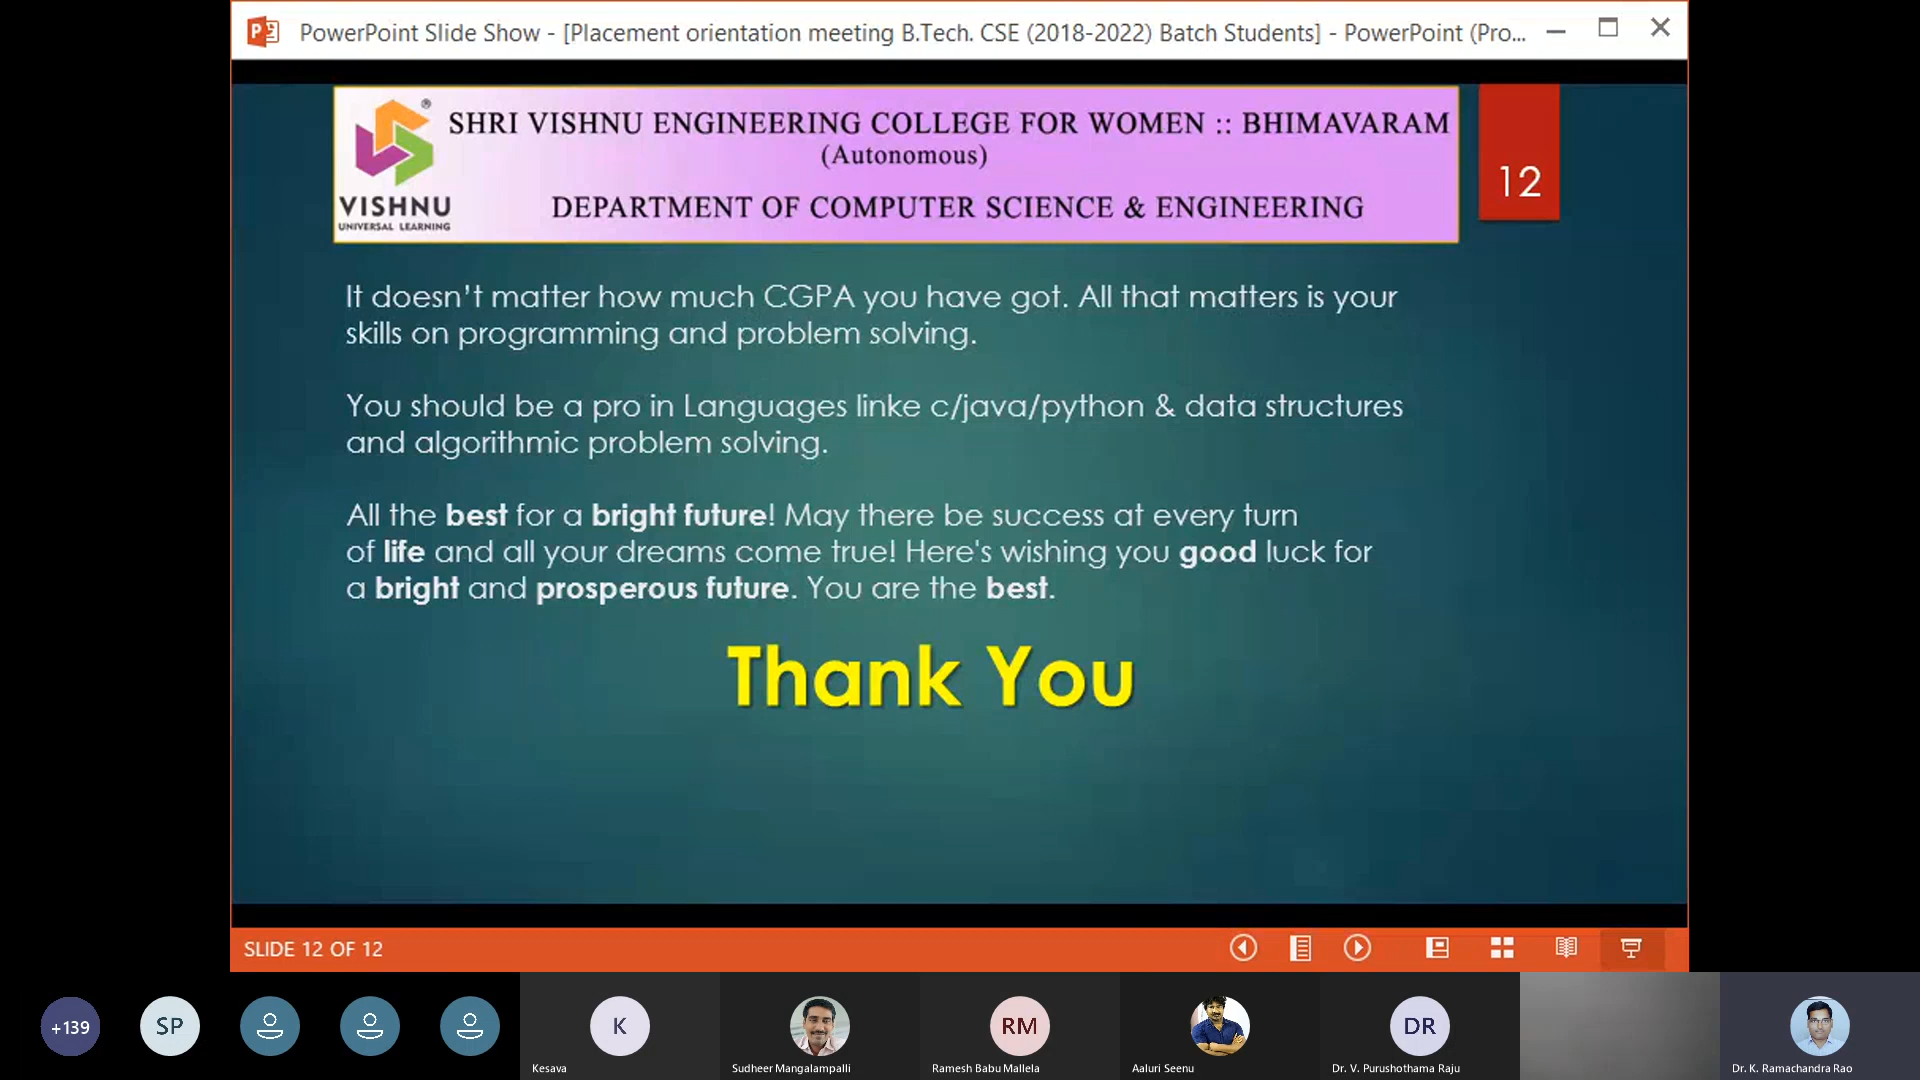 PowerPoint Slide Show - [Placement orientation meeting B.Tech. CSE (2018-2022) Batch Students] - PowerPoint (Pro...
SHRI VISHNU ENGINEERING COLLEGE FOR WOMEN :: BHIMAVARAM
(Autonomous)
DEPARTMENT OF COMPUTER SCIENCE & ENGINEERING
®
VISHNU
UNIVERSAL LEARNING
12
It doesn't matter how much CGPA you have got. All that matters is your
skills on programming and problem solving.
You should be a pro in Languages linke c/java/python & data structures
and algorithmic problem solving.
All the best for a bright future! May there be success at every turn
of life and all your dreams come true! Here's wishing you good luck for
a bright and prosperous future. You are the best.
Thank You
SLIDE 12 OF 12
+139
SP
K
RM
DR
Kesava
Sudheer Mangalampalli
Ramesh Babu Mallela
Aaluri Seenu
Dr. V. Purushothama Raju
Dr. K. Ramachandra Rao